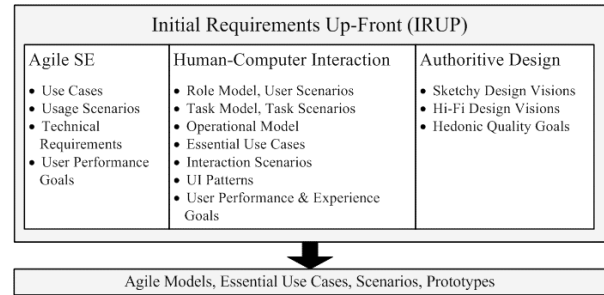 Initial Requirements Up-Front (IRUP)
Agile SE
• Use Cases
• Usage Scenarios
• Technical
Requirements
• User Performance
Goals
Human-Computer Interaction
• Role Model, User Scenarios
• Task Model, Task Scenarios
• Operational Model
• Essential Use Cases
• Interaction Scenarios
• UI Patterns
• User Performance & Experience
Goals
Authoritive Design
• Sketchy Design Visions
• Hi-Fi Design Visions
• Hedonic Quality Goals
Agile Models, Essential Use Cases, Scenarios, Prototypes